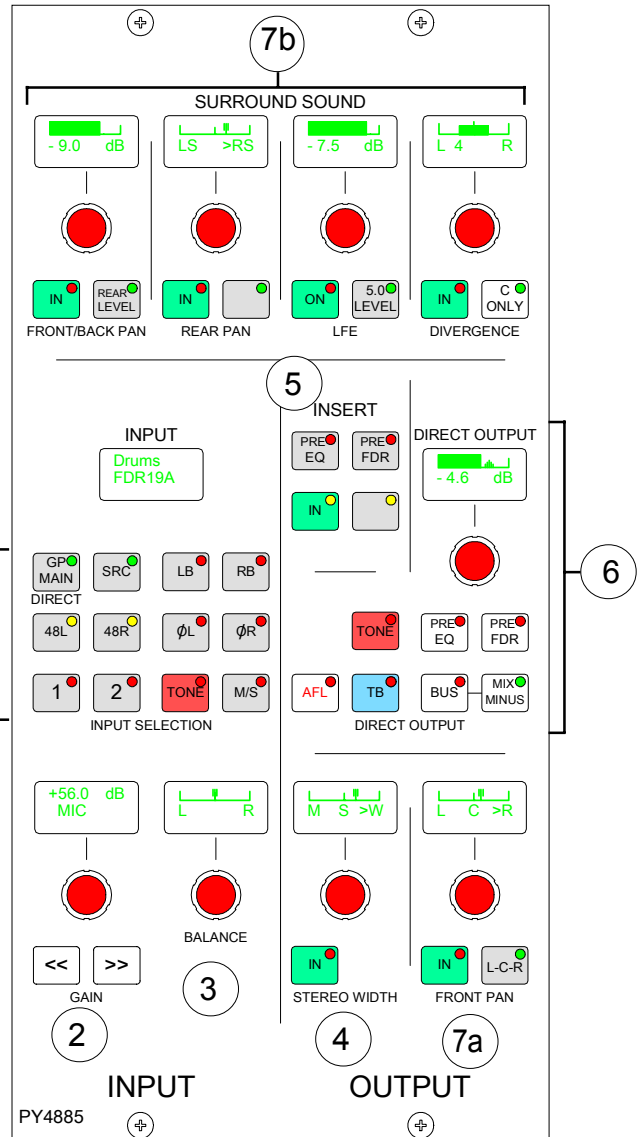 7b
SURROUND SOUND
- 9.0 dB
LS >RS
- 7.5 dB
L 4 R
IN
REAR LEVEL
IN
ON
5.0 LEVEL
IN
C ONLY
FRONT/BACK PAN
REAR PAN
LFE
DIVERGENCE
5
INPUT
Drums
FDR19A
INSERT
PRE EQ
PRE FDR
IN
DIRECT OUTPUT
- 4.6 dB
6
GP MAIN
SRC
LB
RB
DIRECT
48L
48R
ØL
ØR
1
2
TONE
M/S
INPUT SELECTION
TONE
PRE EQ
PRE FDR
AFL
TB
BUS
MIX MINUS
DIRECT OUTPUT
+56.0 dB
MIC
L R
M S >W
L C >R
BALANCE
<<
>>
GAIN
IN
STEREO WIDTH
IN
L-C-R
FRONT PAN
2
3
4
7a
INPUT
OUTPUT
PY4885